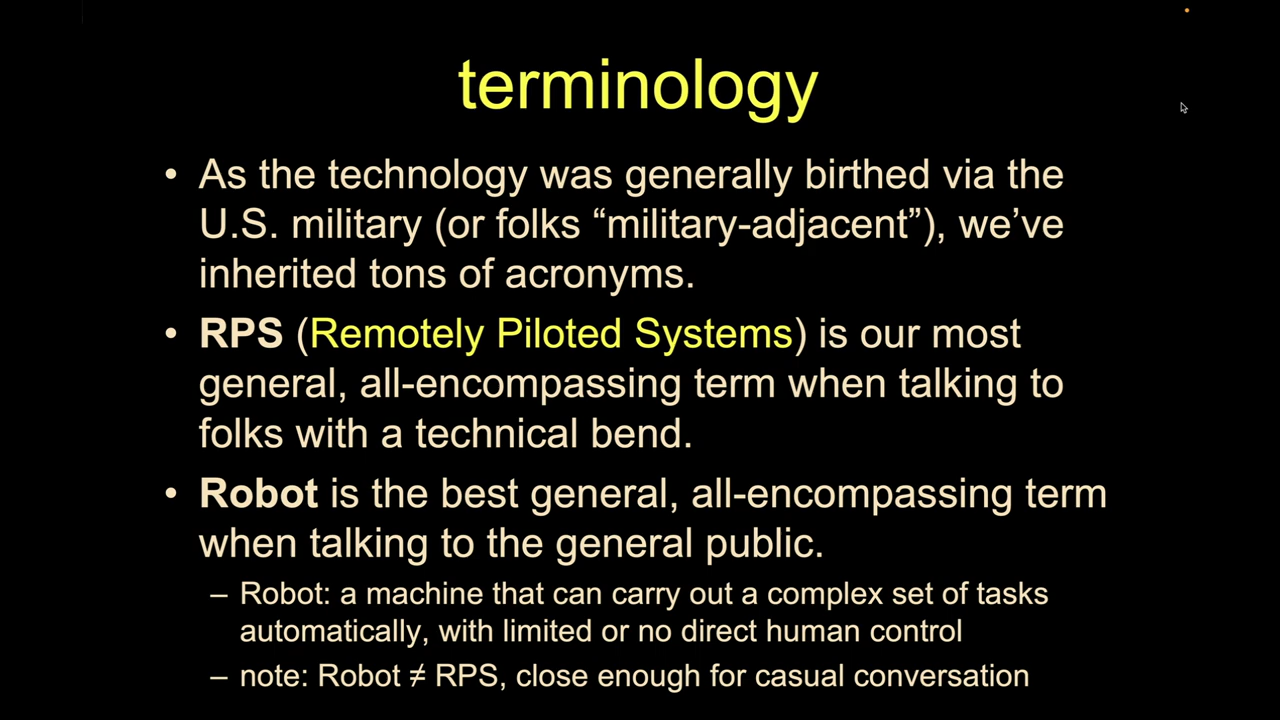 terminology
• As the technology was generally birthed via the
U.S. military (or folks “military-adjacent”), we’ve
inherited tons of acronyms.
• RPS (Remotely Piloted Systems) is our most
general, all-encompassing term when talking to
folks with a technical bend.
• Robot is the best general, all-encompassing term
when talking to the general public.
– Robot: a machine that can carry out a complex set of tasks
automatically, with limited or no direct human control
– note: Robot ≠ RPS, close enough for casual conversation